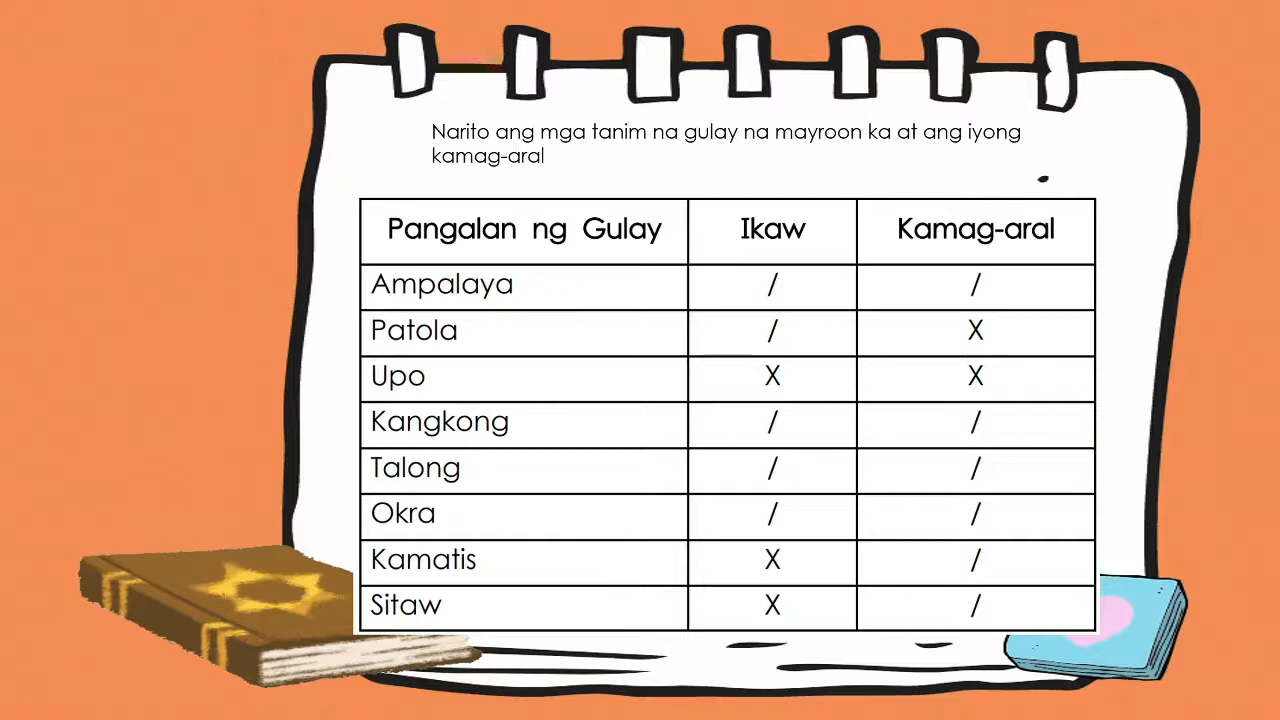 Narito ang mga tanim na gulay na mayroon ka at ang iyong
kamag-aral
Pangalan ng Gulay Ikaw Kamag-aral
Ampalaya / /
Patola / X
Upo X X
Kangkong / /
Talong / /
Okra / /
Kamatis X /
Sitaw X /